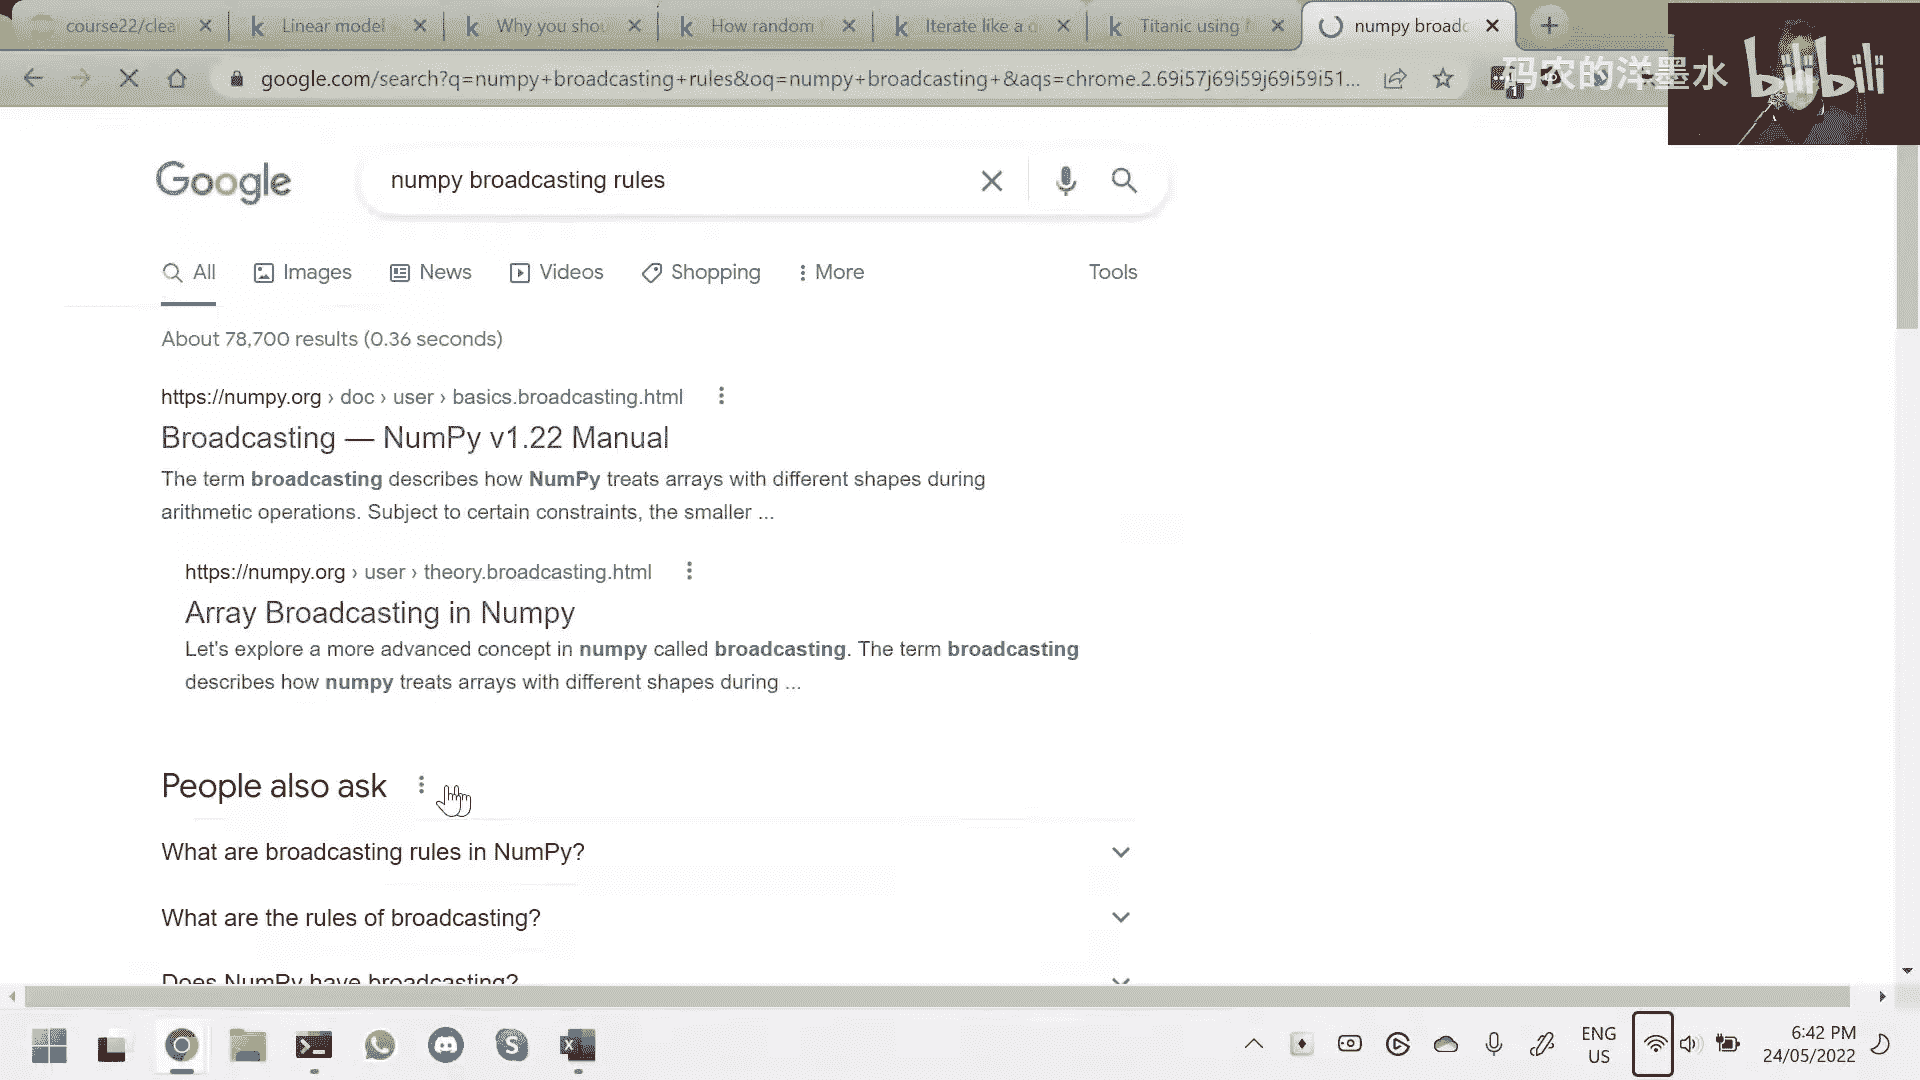 course22/clea
Linear model
Why you shou
How random
Iterate like a
Titanic using
numpy broadc
google.com/search?q=numpy+broadcasting+rules&oq=numpy+broadcasting+&aqs=chrome.2.69i57j69i59j69i59i51...
码农的洋墨水 bilibili
Google
numpy broadcasting rules
All Images News Videos Shopping More Tools
About 78,700 results (0.36 seconds)
https://numpy.org › doc › user › basics.broadcasting.html
Broadcasting — NumPy v1.22 Manual
The term broadcasting describes how NumPy treats arrays with different shapes during
arithmetic operations. Subject to certain constraints, the smaller ...
https://numpy.org › user › theory.broadcasting.html
Array Broadcasting in Numpy
Let's explore a more advanced concept in numpy called broadcasting. The term broadcasting
describes how numpy treats arrays with different shapes during ...
People also ask
What are broadcasting rules in NumPy?
What are the rules of broadcasting?
Does NumPy have broadcasting?
ENG
US
6:42 PM
24/05/2022